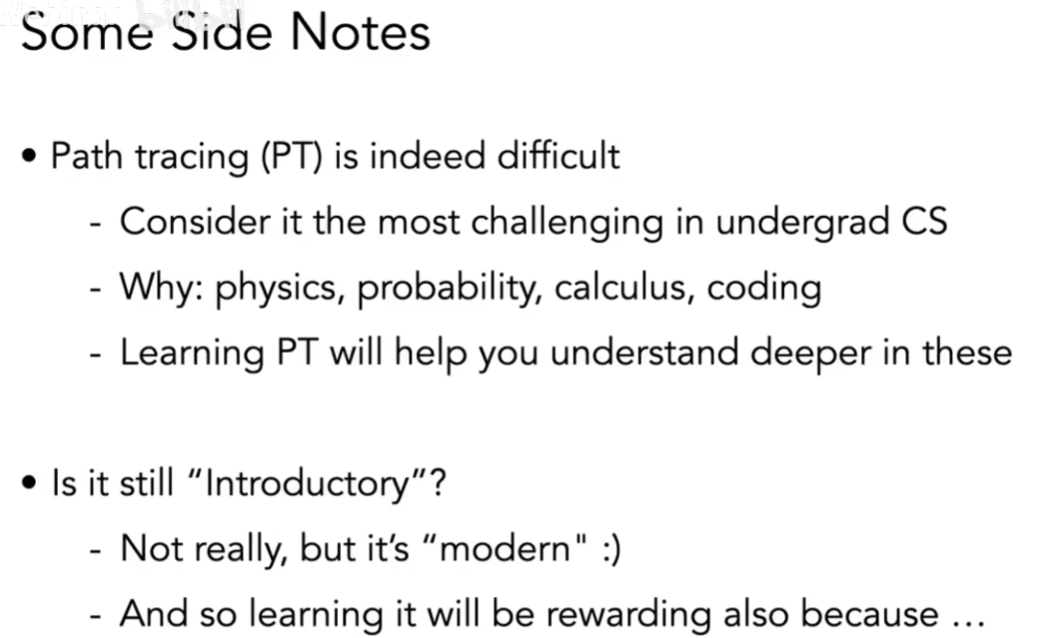 Some Side Notes
• Path tracing (PT) is indeed difficult
- Consider it the most challenging in undergrad CS
- Why: physics, probability, calculus, coding
- Learning PT will help you understand deeper in these
• Is it still “Introductory”?
- Not really, but it’s “modern" :)
- And so learning it will be rewarding also because …